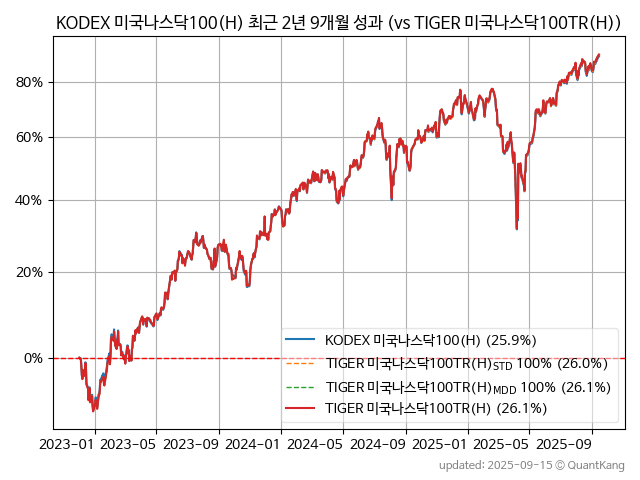 KODEX 미국나스닥100(H) 최근 2년 9개월 성과 (vs TIGER 미국나스닥100TR(H))
80%
60%
40%
20%
0%
KODEX 미국나스닥100(H) (25.9%)
TIGER 미국나스닥100TR(H)STD 100% (26.0%)
TIGER 미국나스닥100TR(H)MDD 100% (26.1%)
TIGER 미국나스닥100TR(H) (26.1%)
2023-01 2023-05 2023-09 2024-01 2024-05 2024-09 2025-01 2025-05 2025-09
updated: 2025-09-15 © QuantKang